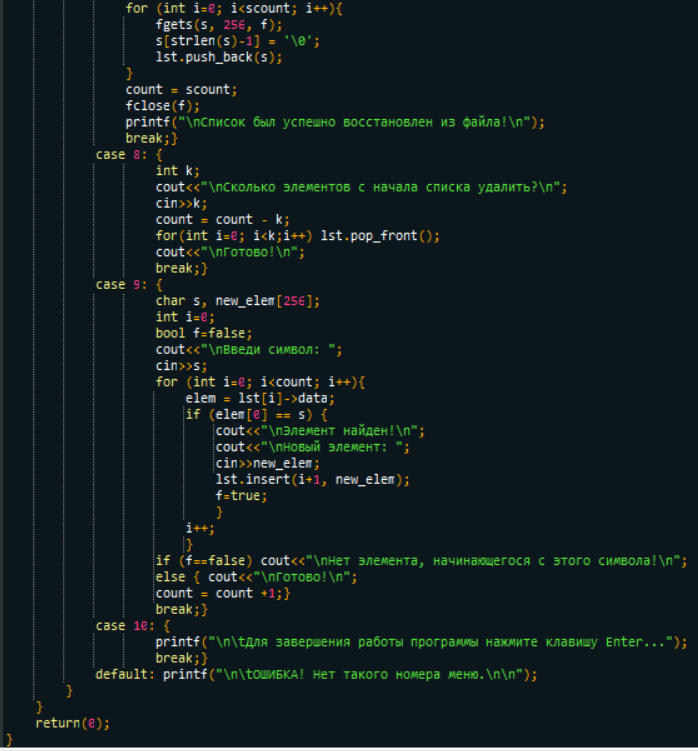 for (int i=0; i<scount; i++){
fgets(s, 256, f);
s[strlen(s)-1] = '\0';
lst.push_back(s);
}
count = scount;
fclose(f);
printf("\nСписок был успешно восстановлен из файла!\n");
break;}
case 8: {
int k;
cout<<"\nСколько элементов с начала списка удалить?\n";
cin>>k;
count = count - k;
for(int i=0; i<k;i++) lst.pop_front();
cout<<"\nГотово!\n";
break;}
case 9: {
char s, new_elem[256];
int i=0;
bool f=false;
cout<<"\nВведи символ: ";
cin>>s;
for (int i=0; i<count; i++){
elem = lst[i]->data;
if (elem[0] == s) {
cout<<"\nЭлемент найден!\n";
cout<<"\nНовый элемент: ";
cin>>new_elem;
lst.insert(i+1, new_elem);
f=true;
}
i++;
}
if (f==false) cout<<"\nНет элемента, начинающегося с этого символа!\n";
else { cout<<"\nГотово!\n";
count = count +1;}
break;}
case 10: {
printf("\n\tДля завершения работы программы нажмите клавишу Enter...");
break;}
default: printf("\n\tОШИБКА! Нет такого номера меню.\n\n");
}
}
return(0);
}